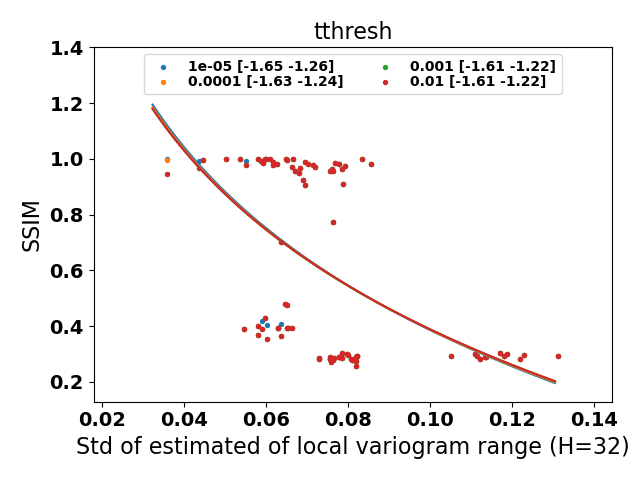 tthresh
1e-05 [-1.65 -1.26]
0.0001 [-1.63 -1.24]
0.001 [-1.61 -1.22]
0.01 [-1.61 -1.22]
SSIM
1.4
1.2
1.0
0.8
0.6
0.4
0.2
0.02 0.04 0.06 0.08 0.10 0.12 0.14
Std of estimated of local variogram range (H=32)